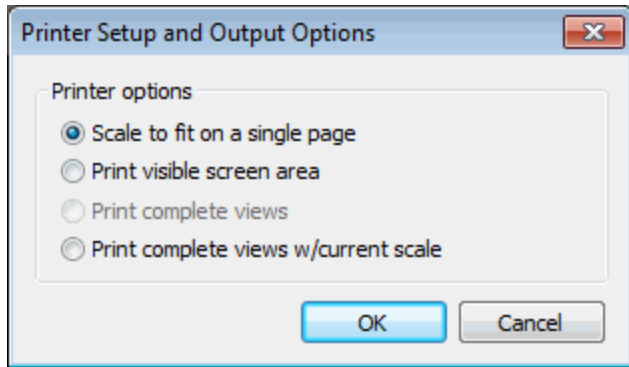 Printer Setup and Output Options
Printer options
Scale to fit on a single page
Print visible screen area
Print complete views
Print complete views w/current scale
OK Cancel